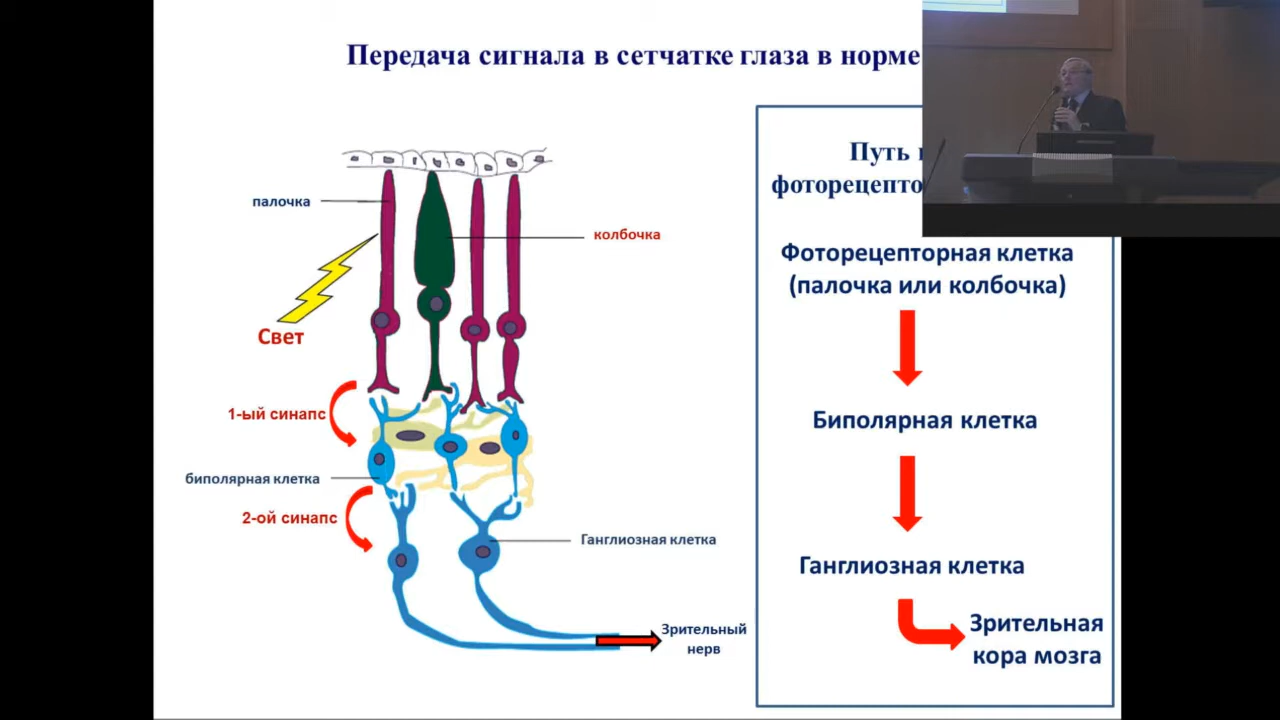 Передача сигнала в сетчатке глаза в норме
палочка
колбочка
Свет
1-ый синапс
биполярная клетка
2-ой синапс
Ганглиозная клетка
Зрительный
нерв
Путь
Фоторецепторная клетка
(палочка или колбочка)
Биполярная клетка
Ганглиозная клетка
Зрительная
кора мозга